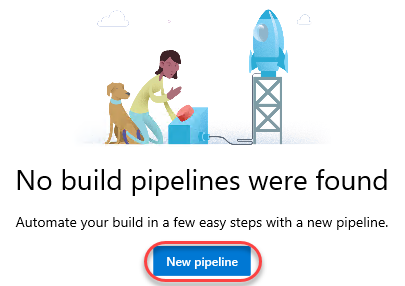 No build pipelines were found
Automate your build in a few easy steps with a new pipeline.
New pipeline